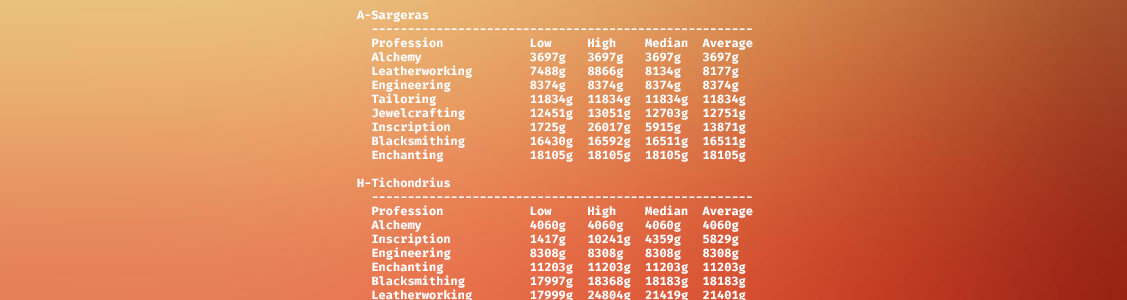 A-Sargeras
-----------------------------------------------------
Profession Low High Median Average
Alchemy 3697g 3697g 3697g 3697g
Leatherworking 7488g 8866g 8134g 8177g
Engineering 8374g 8374g 8374g 8374g
Tailoring 11834g 11834g 11834g 11834g
Jewelcrafting 12451g 13051g 12703g 12751g
Inscription 1725g 26017g 5915g 13871g
Blacksmithing 16430g 16592g 16511g 16511g
Enchanting 18105g 18105g 18105g 18105g
H-Tichondrius
-----------------------------------------------------
Profession Low High Median Average
Alchemy 4060g 4060g 4060g 4060g
Inscription 1417g 10241g 4359g 5829g
Engineering 8308g 8308g 8308g 8308g
Enchanting 11203g 11203g 11203g 11203g
Blacksmithing 17997g 18368g 18183g 18183g
Leatherworking 17999g 24804g 21419g 21401g